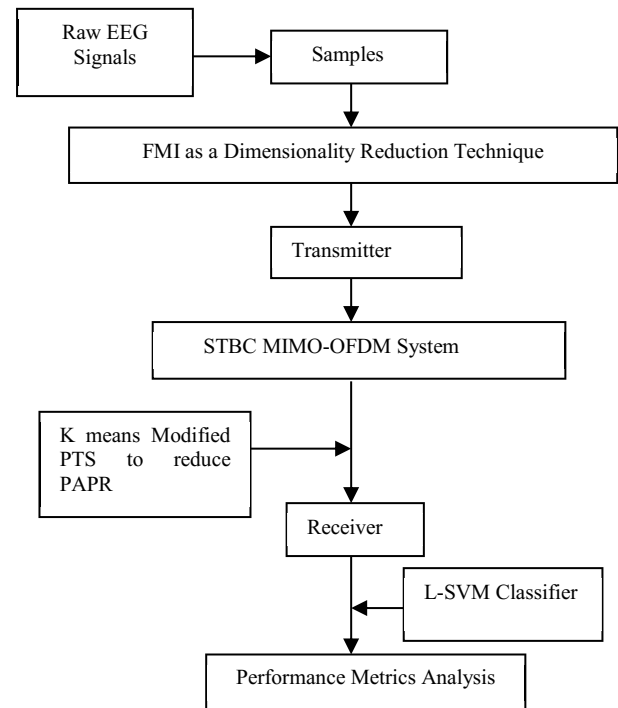 Raw EEG
Signals
Samples
FMI as a Dimensionality Reduction Technique
Transmitter
STBC MIMO-OFDM System
K means Modified
PTS to reduce
PAPR
Receiver
L-SVM Classifier
Performance Metrics Analysis